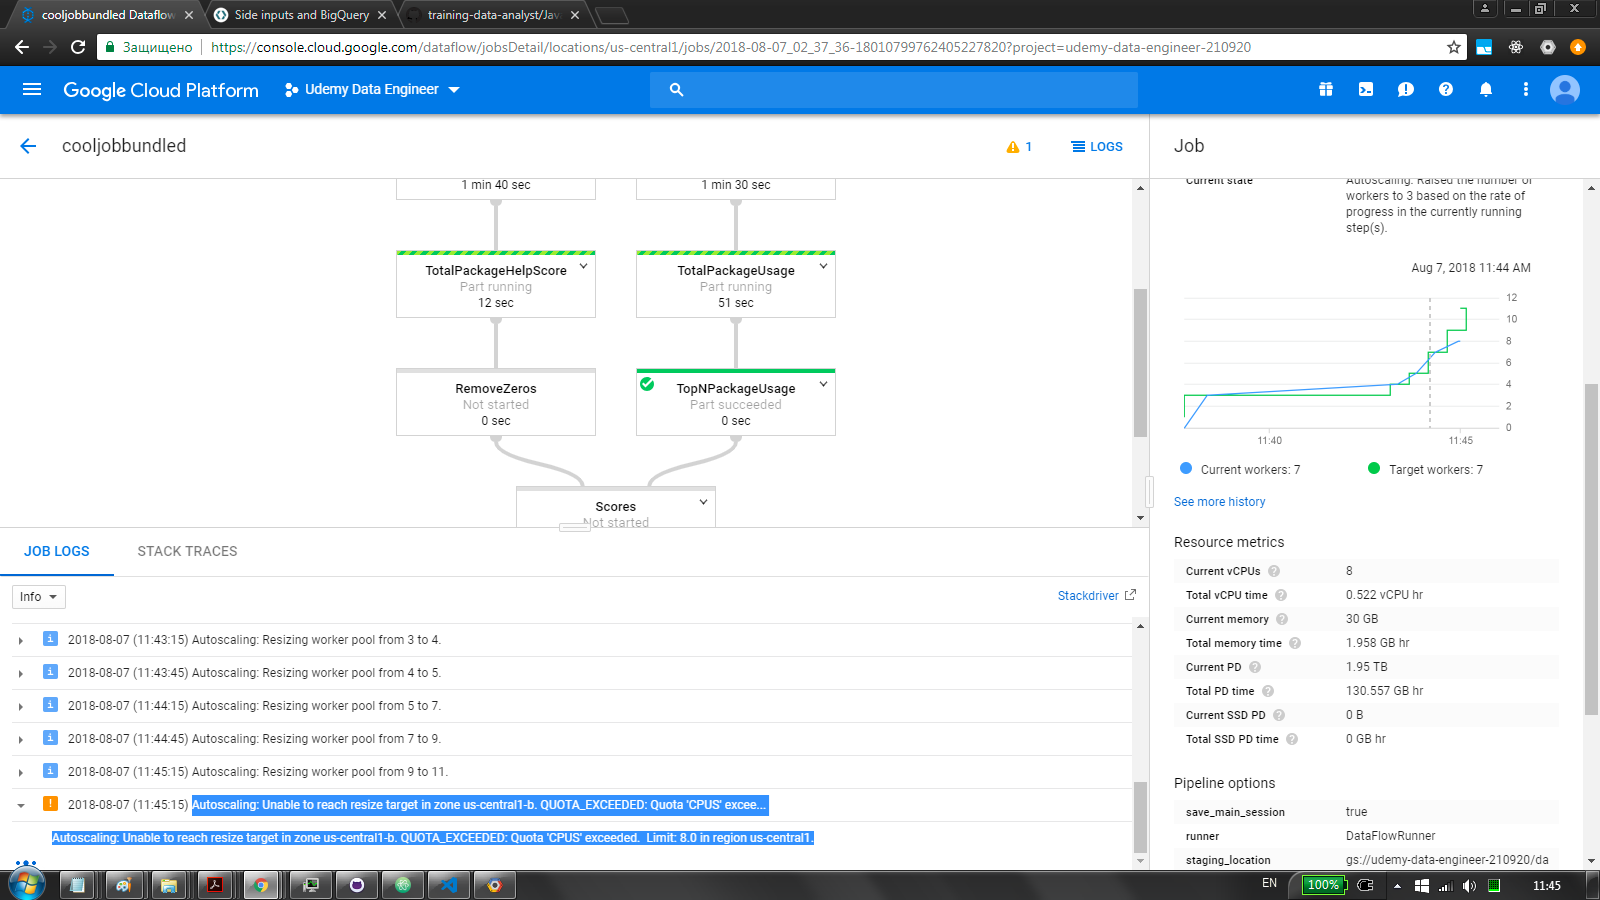 cooljobbundled Dataflow
Side inputs and BigQuery
training-data-analyst/Jav
Защищено
https://console.cloud.google.com/dataflow/jobsDetail/locations/us-central1/jobs/2018-08-07_02_37_36-18010799762405227820?project=udemy-data-engineer-210920
Google Cloud Platform
Udemy Data Engineer
cooljobbundled
1
LOGS
1 min 40 sec
1 min 30 sec
TotalPackageHelpScore
Part running
12 sec
TotalPackageUsage
Part running
51 sec
RemoveZeros
Not started
0 sec
TopNPackageUsage
Part succeeded
0 sec
Scores
Not started
JOB LOGS
STACK TRACES
Info
Stackdriver
2018-08-07 (11:43:15) Autoscaling: Resizing worker pool from 3 to 4.
2018-08-07 (11:43:45) Autoscaling: Resizing worker pool from 4 to 5.
2018-08-07 (11:44:15) Autoscaling: Resizing worker pool from 5 to 7.
2018-08-07 (11:44:45) Autoscaling: Resizing worker pool from 7 to 9.
2018-08-07 (11:45:15) Autoscaling: Resizing worker pool from 9 to 11.
2018-08-07 (11:45:15) Autoscaling: Unable to reach resize target in zone us-central1-b. QUOTA_EXCEEDED: Quota 'CPUS' excee...
Autoscaling: Unable to reach resize target in zone us-central1-b. QUOTA_EXCEEDED: Quota 'CPUS' exceeded. Limit: 8.0 in region us-central1.
Job
Current state
Autoscaling: Raised the number of
workers to 3 based on the rate of
progress in the currently running
step(s).
Aug 7, 2018 11:44 AM
12
10
8
6
4
2
0
11:40
11:45
Current workers: 7
Target workers: 7
See more history
Resource metrics
Current vCPUs
8
Total vCPU time
0.522 vCPU hr
Current memory
30 GB
Total memory time
1.958 GB hr
Current PD
1.95 TB
Total PD time
130.557 GB hr
Current SSD PD
0 B
Total SSD PD time
0 GB hr
Pipeline options
save_main_session
true
runner
DataFlowRunner
staging_location
gs://udemy-data-engineer-210920/da
EN
100%
11:45